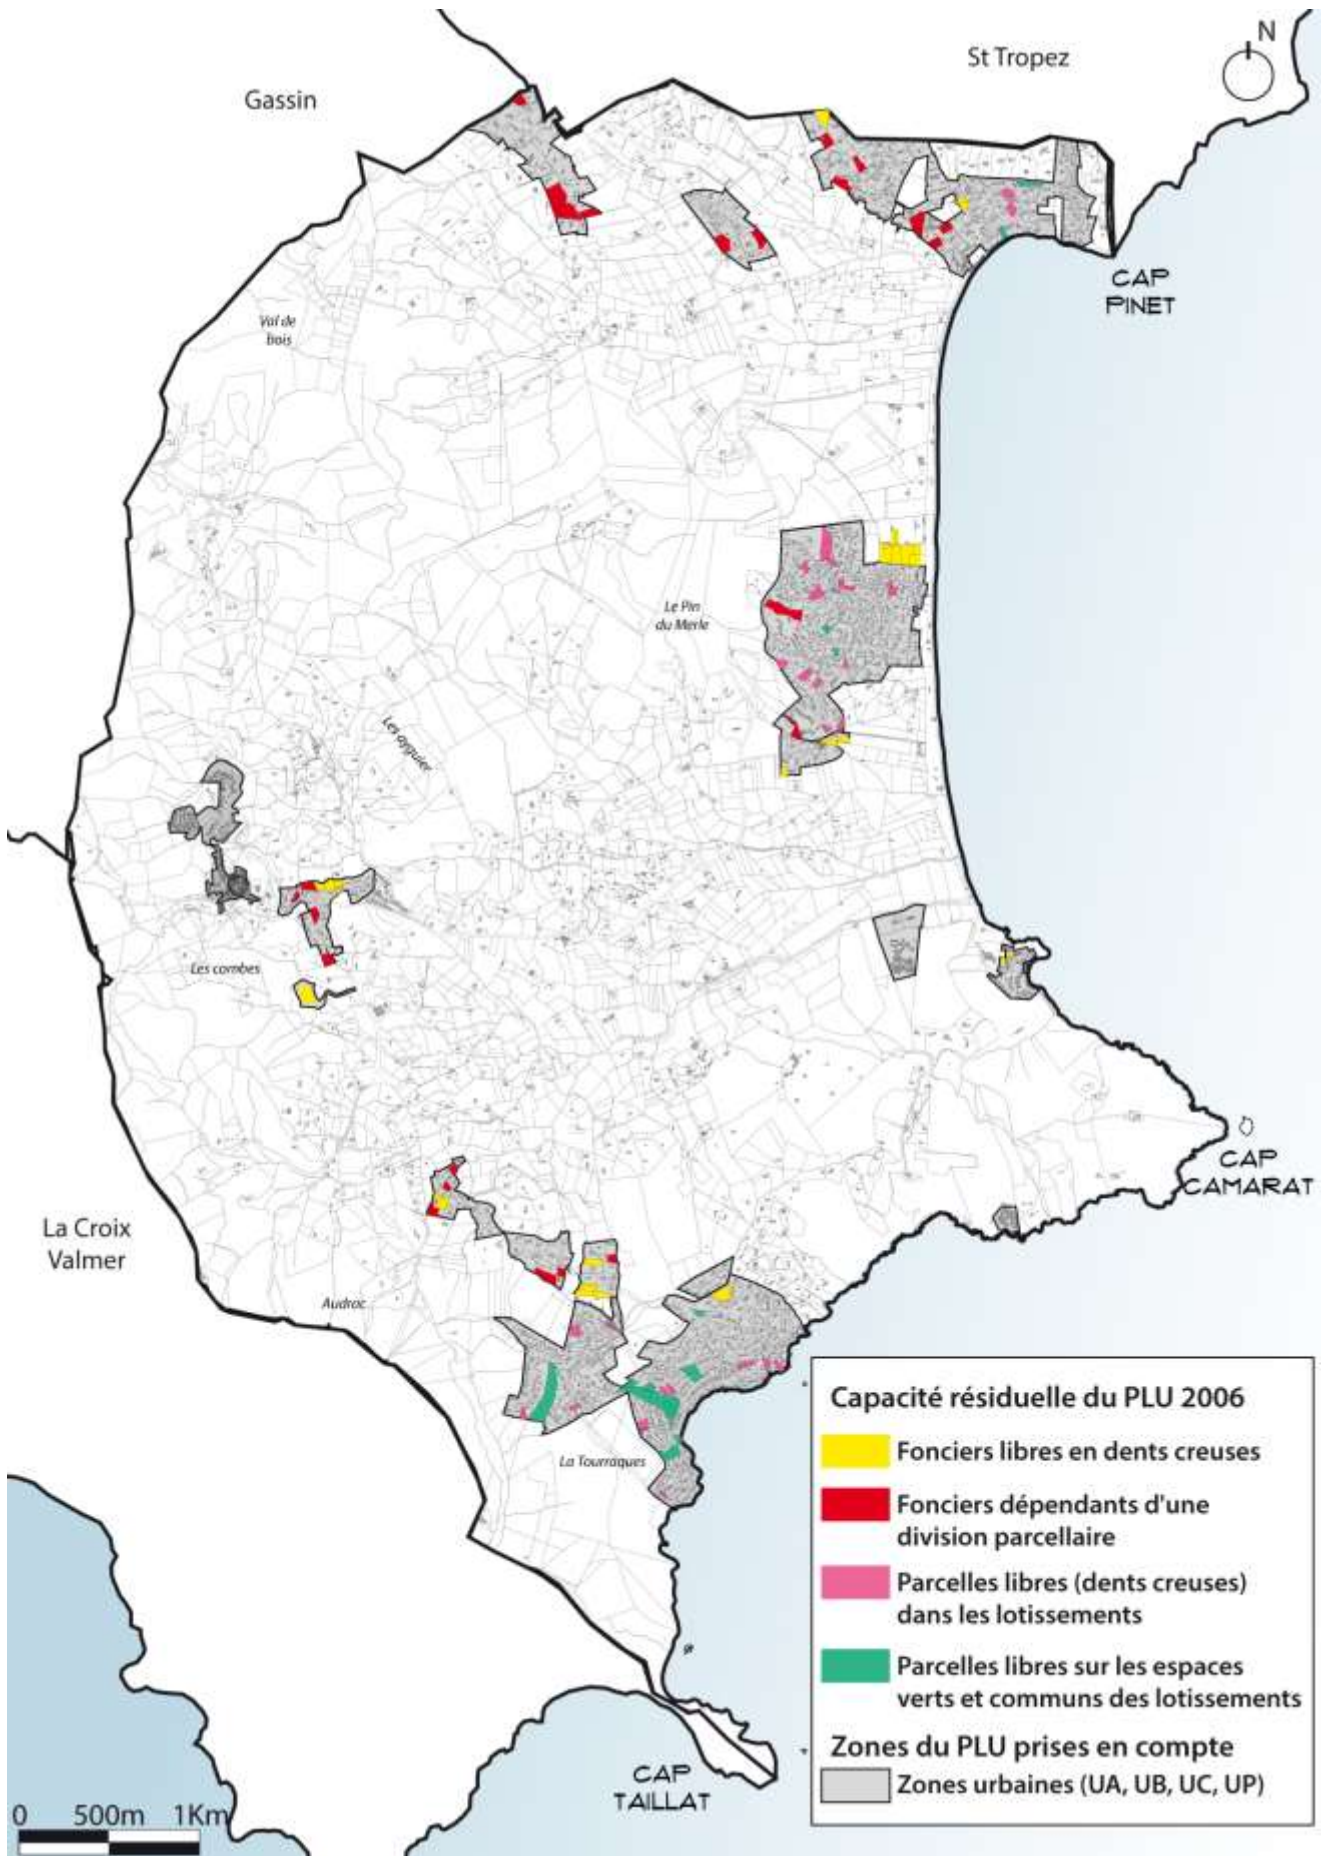 N
St Tropez
Gassin
CAP
PINET
Val de
bois
Le Pin
du Merle
Les ayguier
Les combes
CAP
CAMARAT
La Croix
Valmer
Audrac
La Tourraques
CAP
TAILLAT
0 500m 1Km
Capacité résiduelle du PLU 2006
Fonciers libres en dents creuses
Fonciers dépendants d'une
division parcellaire
Parcelles libres (dents creuses)
dans les lotissements
Parcelles libres sur les espaces
verts et communs des lotissements
Zones du PLU prises en compte
Zones urbaines (UA, UB, UC, UP)